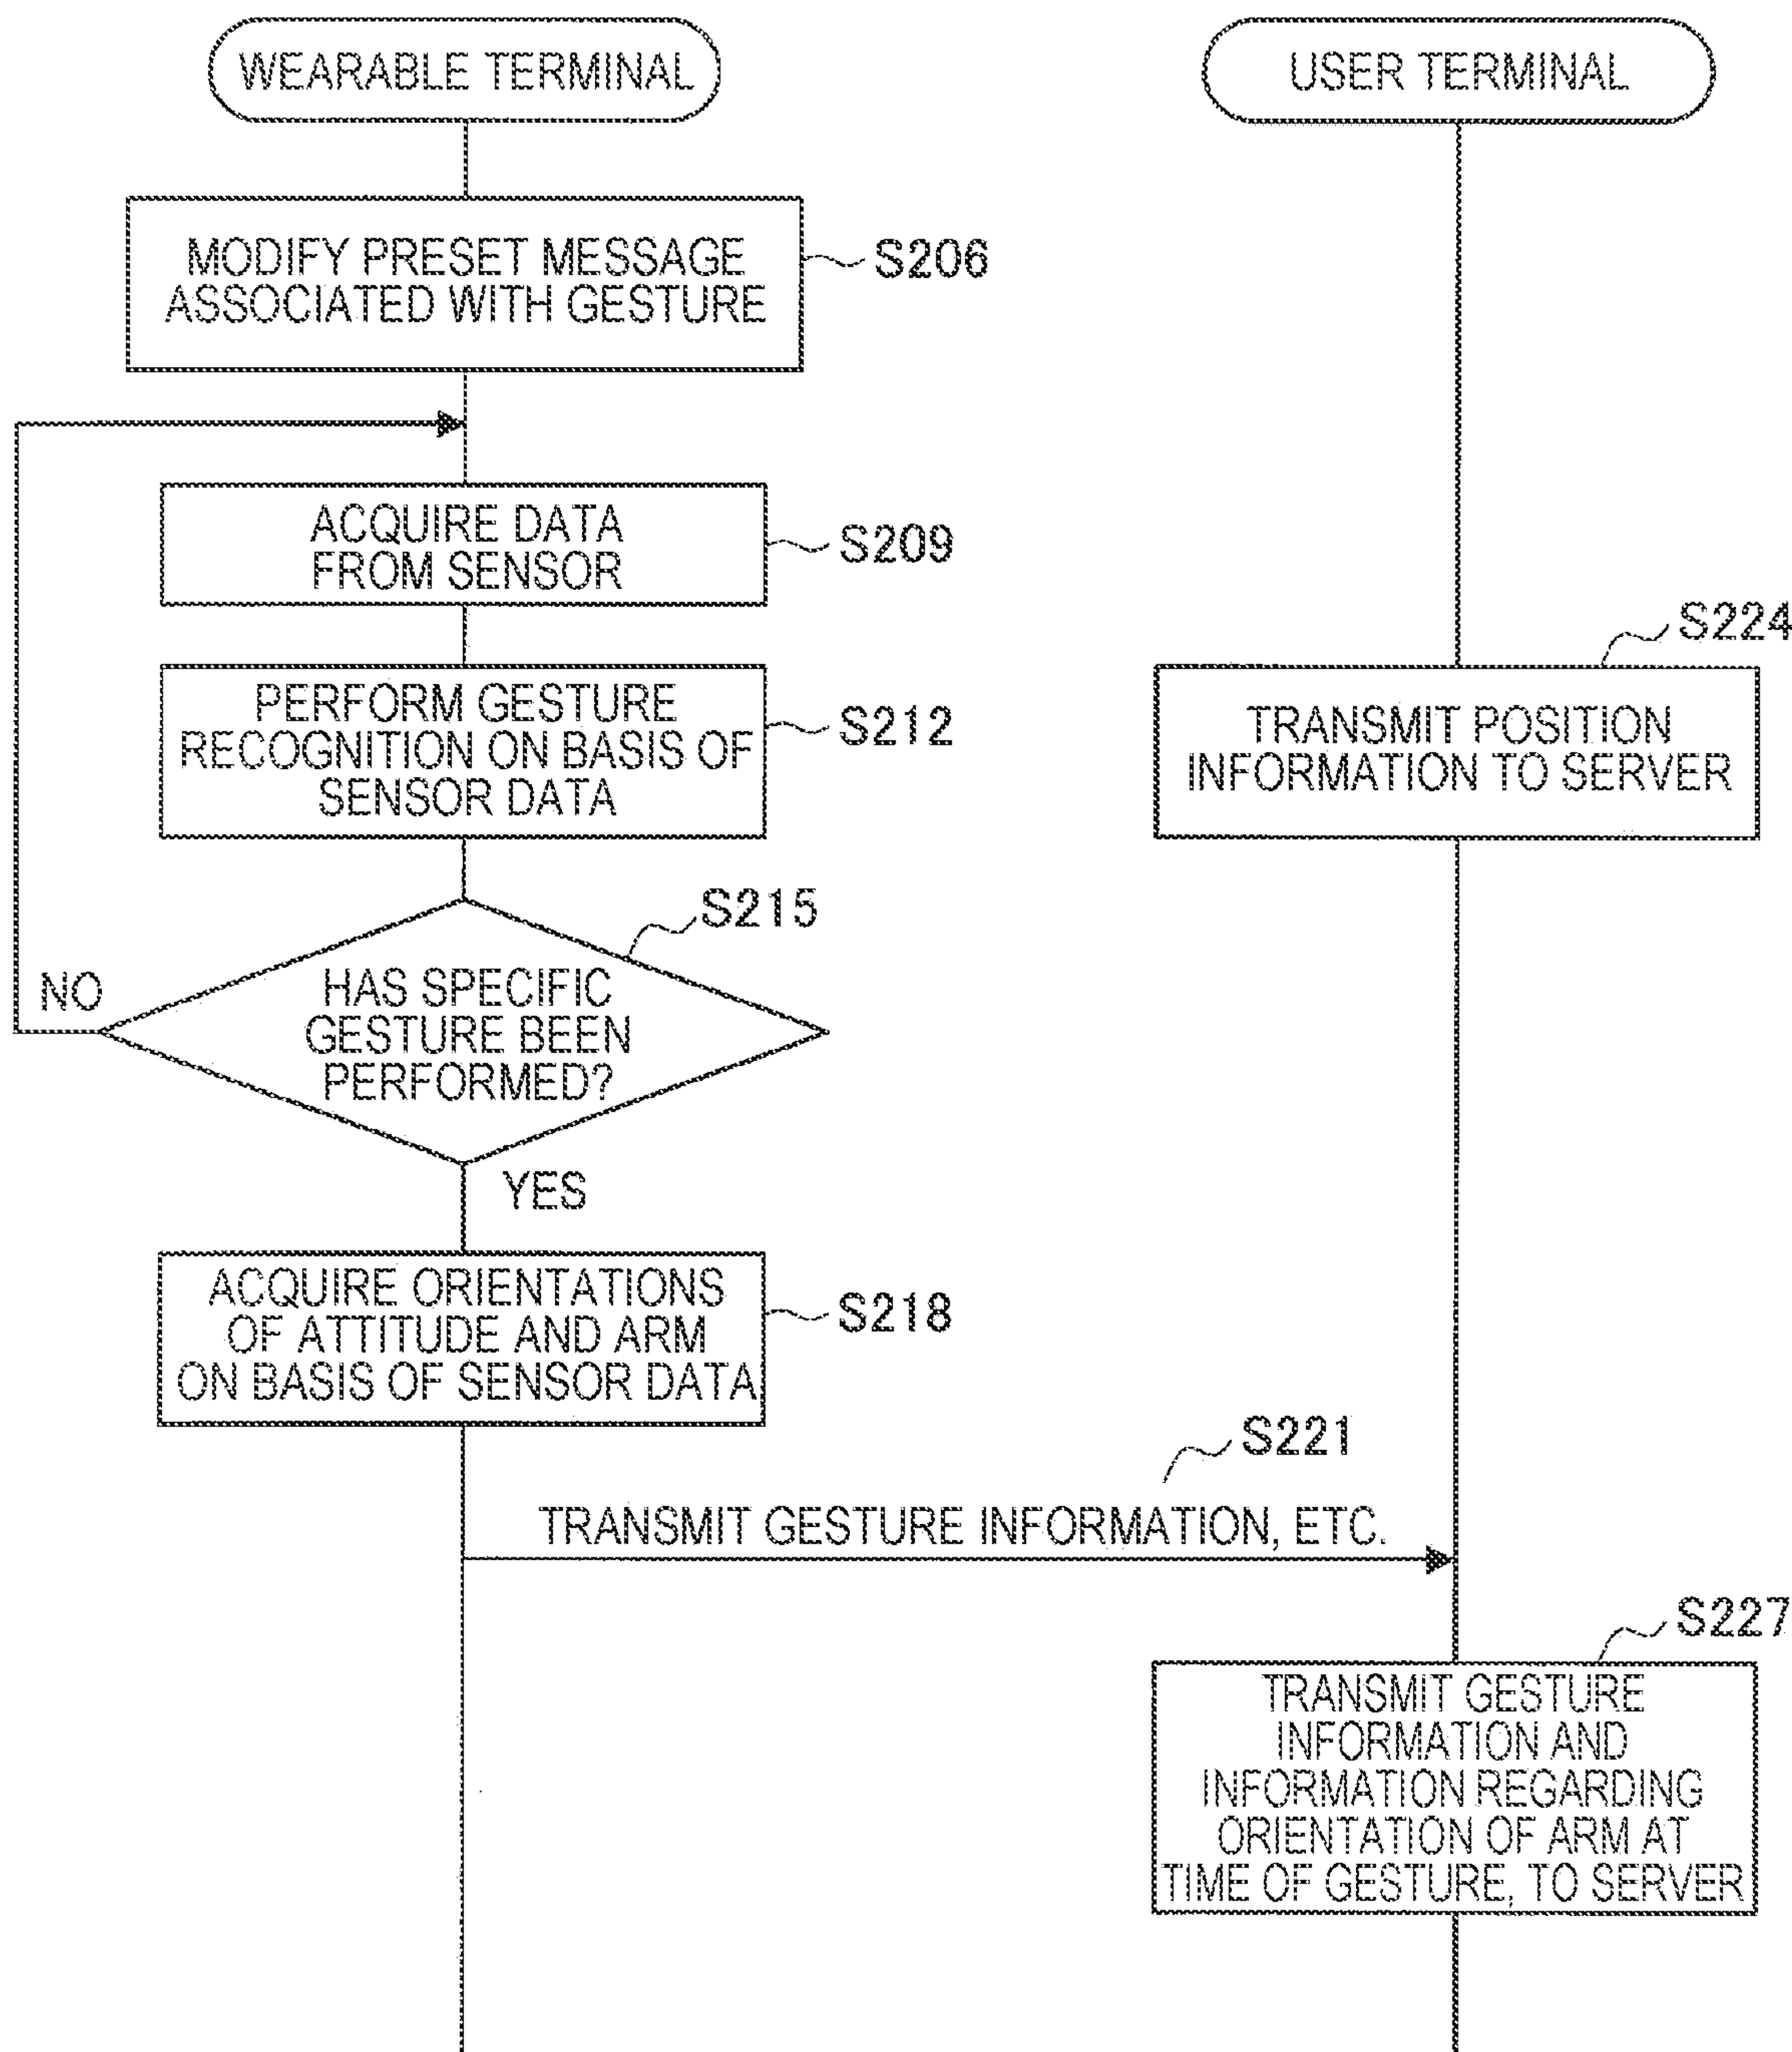 WEARABLE TERMINAL
USER TERMINAL
MODIFY PRESET MESSAGE
ASSOCIATED WITH GESTURE
S206
ACQUIRE DATA
FROM SENSOR
S209
PERFORM GESTURE
RECOGNITION ON BASIS OF
SENSOR DATA
S212
S224
TRANSMIT POSITION
INFORMATION TO SERVER
S215
NO
HAS SPECIFIC
GESTURE BEEN
PERFORMED?
YES
ACQUIRE ORIENTATIONS
OF ATTITUDE AND ARM
ON BASIS OF SENSOR DATA
S218
S221
TRANSMIT GESTURE INFORMATION, ETC.
S227
TRANSMIT GESTURE
INFORMATION AND
INFORMATION REGARDING
ORIENTATION OF ARM AT
TIME OF GESTURE, TO SERVER